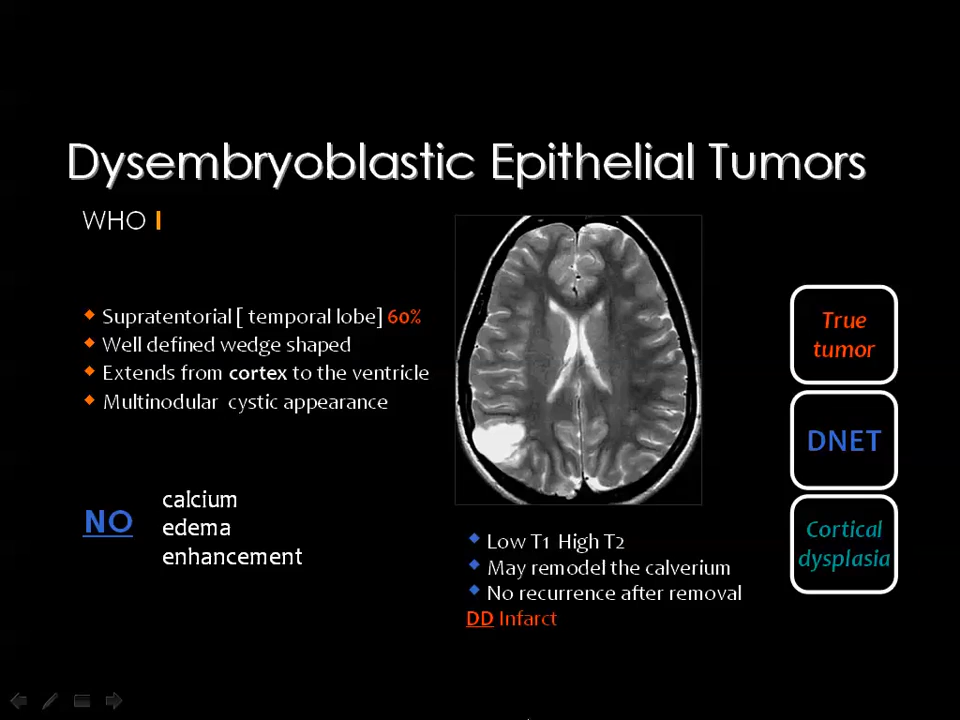 Dysembryoblastic Epithelial Tumors
WHO I
Supratentorial [ temporal lobe] 60%
Well defined wedge shaped
Extends from cortex to the ventricle
Multinodular cystic appearance
NO
calcium
edema
enhancement
Low T1 High T2
May remodel the calverium
No recurrence after removal
DD Infarct
True
tumor
DNET
Cortical
dysplasia